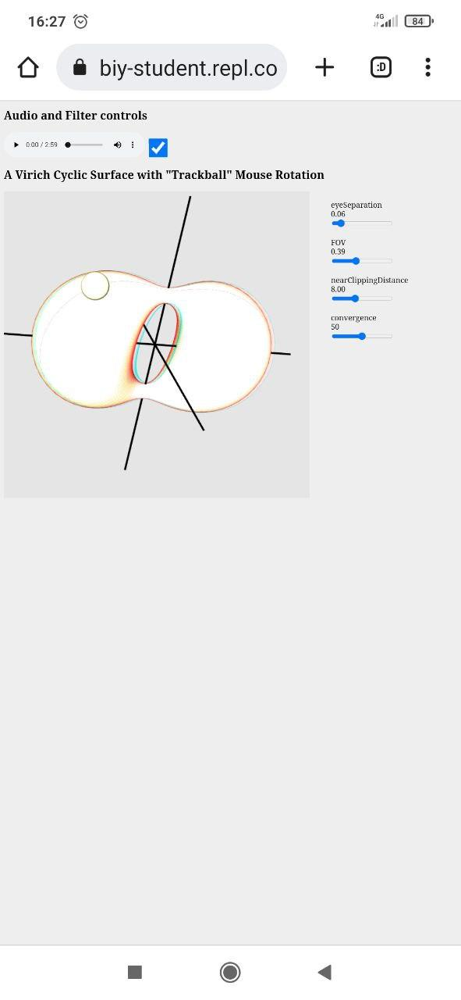 16:27
4G
84
biy-student.repl.co
:D
Audio and Filter controls
0:00 / 2:59
A Virich Cyclic Surface with "Trackball" Mouse Rotation
eyeSeparation
0.06
FOV
0.39
nearClippingDistance
8.00
convergence
50